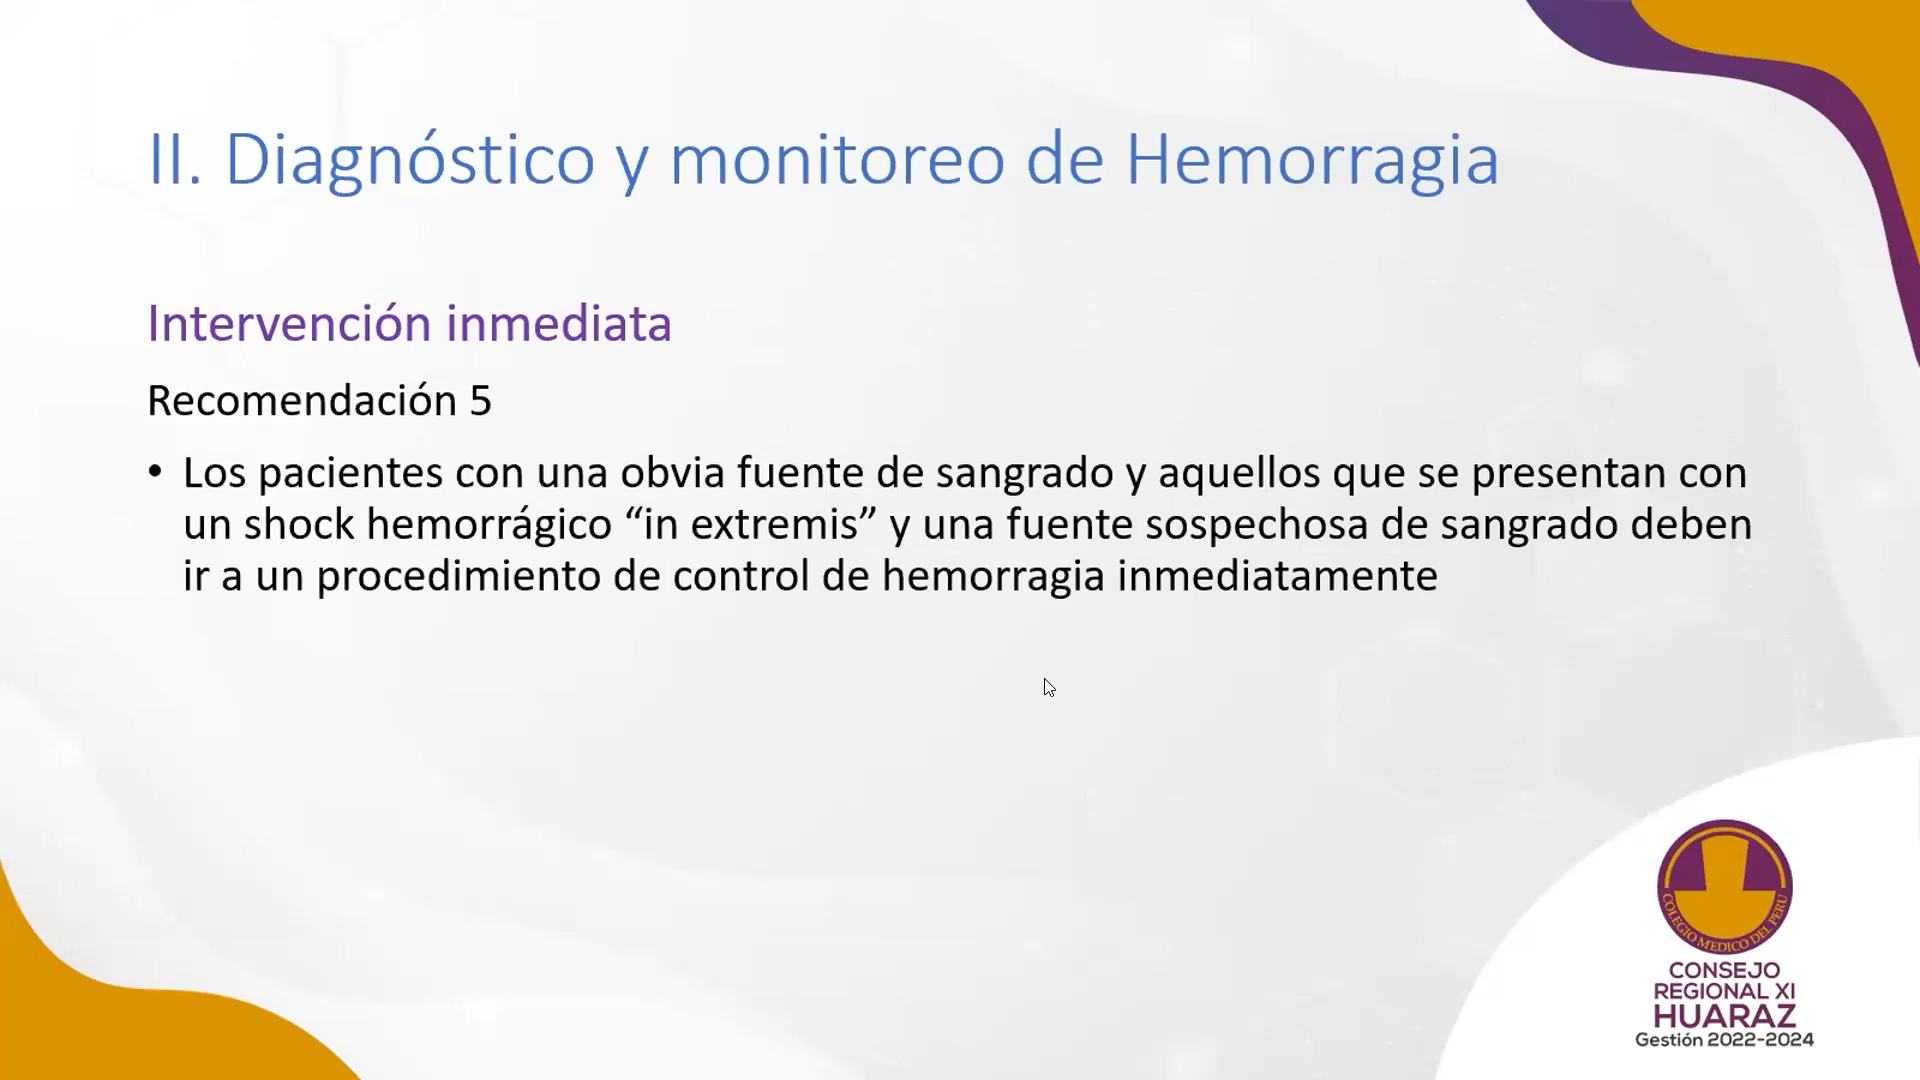 II. Diagnóstico y monitoreo de Hemorragia
Intervención inmediata
Recomendación 5
• Los pacientes con una obvia fuente de sangrado y aquellos que se presentan con
un shock hemorrágico “in extremis” y una fuente sospechosa de sangrado deben
ir a un procedimiento de control de hemorragia inmediatamente
COLEGIO MEDICO DEL PERU
CONSEJO
REGIONAL XI
HUARAZ
Gestión 2022-2024